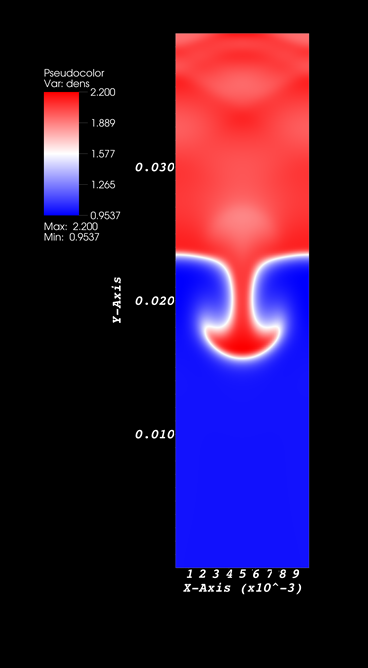 Pseudocolor
Var: dens
2.200
1.889
1.577
1.265
0.9537
Max: 2.200
Min: 0.9537
0.030
0.020
0.010
Y-Axis
1 2 3 4 5 6 7 8 9
X-Axis (x10^-3)